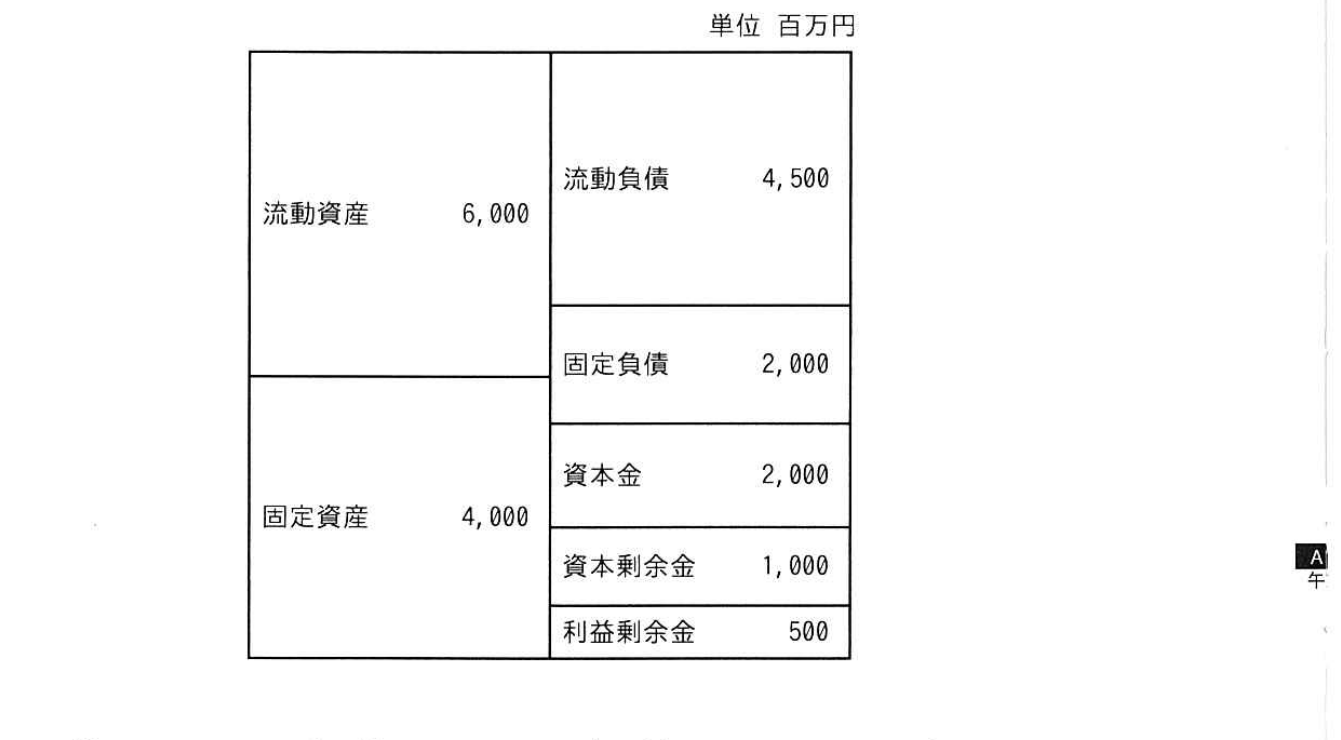 単位 百万円
流動資産 6,000
固定資産 4,000
流動負債 4,500
固定負債 2,000
資本金 2,000
資本剰余金 1,000
利益剰余金 500
A
午